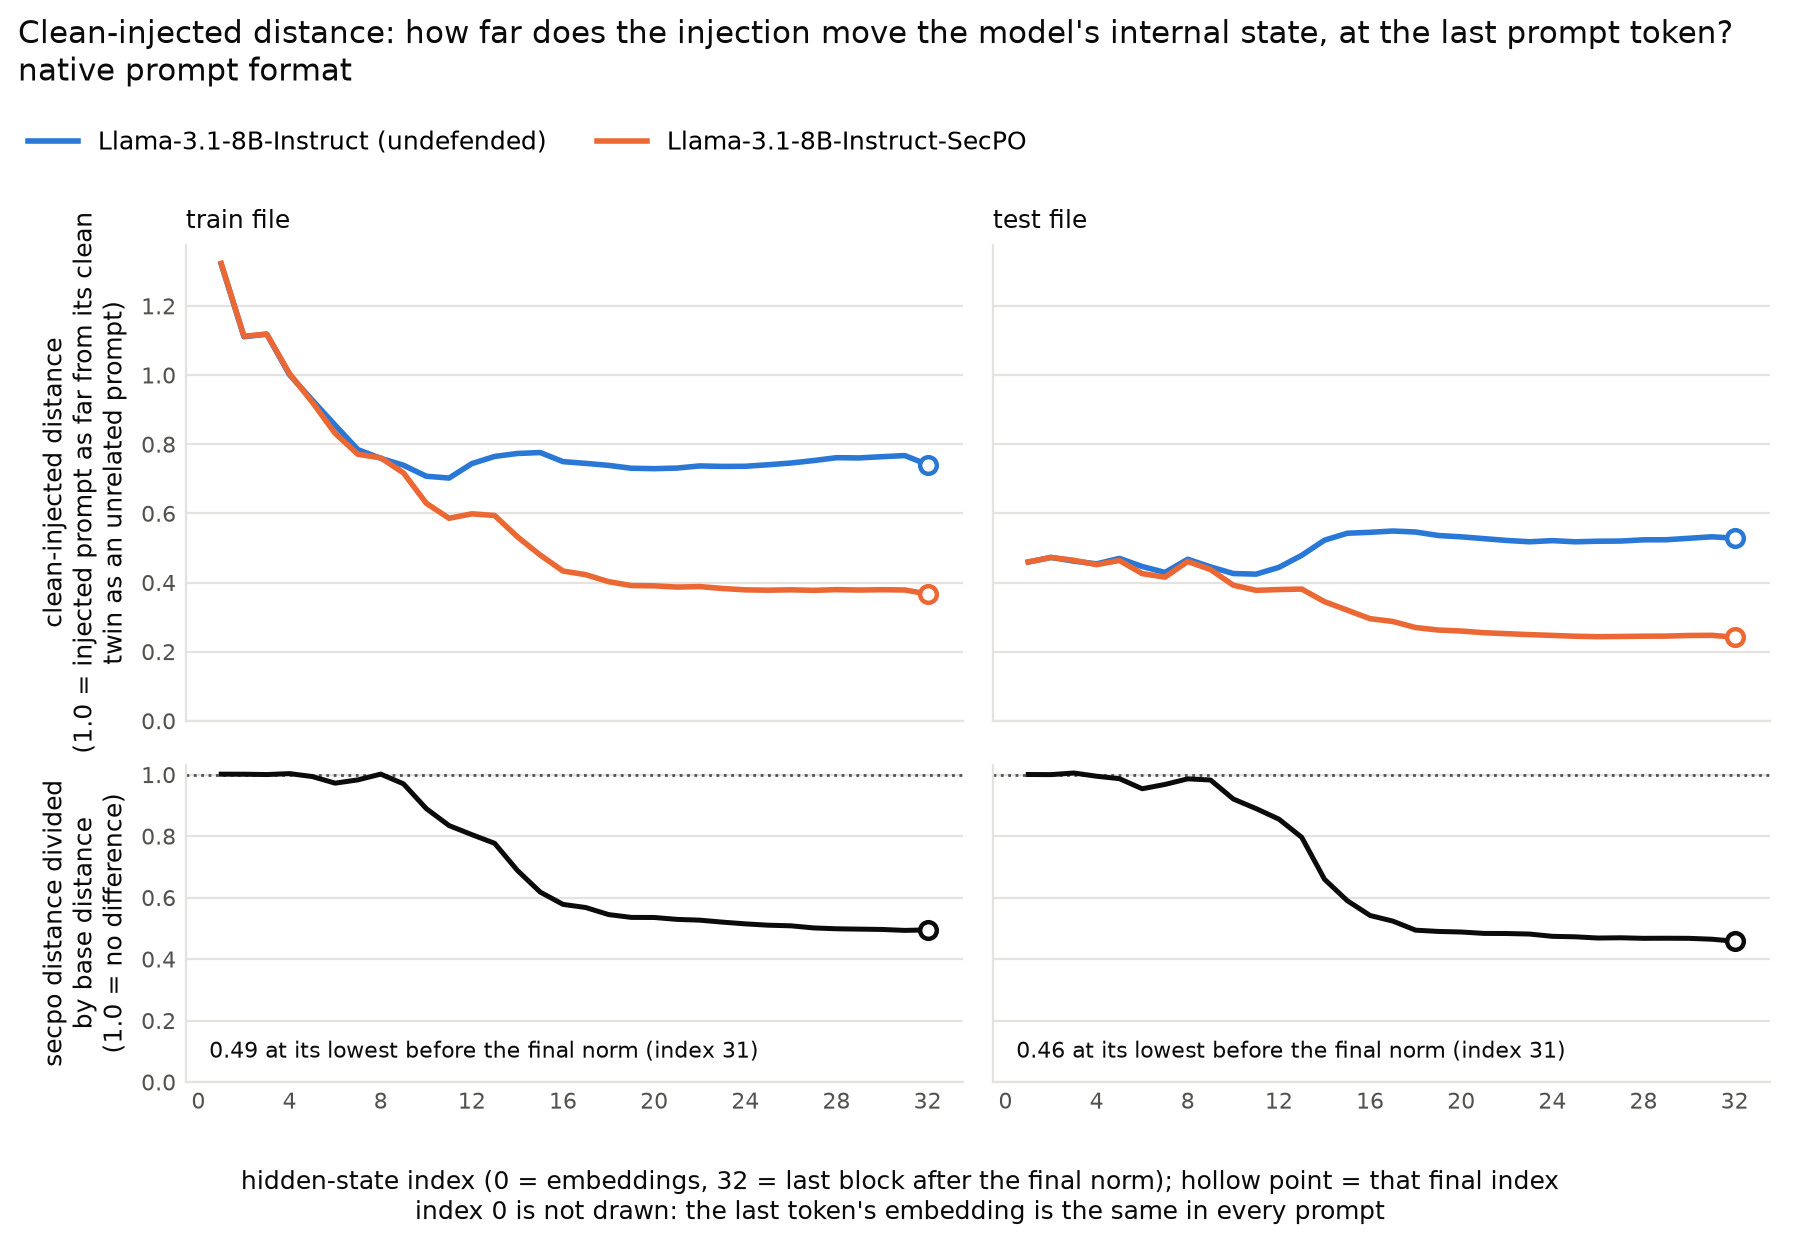 Clean-injected distance: how far does the injection move the model's internal state, at the last prompt token?
native prompt format
Llama-3.1-8B-Instruct (undefended)
Llama-3.1-8B-Instruct-SecPO
train file
test file
clean-injected distance
(1.0 = injected prompt as far from its clean
twin as an unrelated prompt)
1.2
1.0
0.8
0.6
0.4
0.2
0.0
secpo distance divided
by base distance
(1.0 = no difference)
1.0
0.8
0.6
0.4
0.2
0.0
0.49 at its lowest before the final norm (index 31)
0.46 at its lowest before the final norm (index 31)
0 4 8 12 16 20 24 28 32
0 4 8 12 16 20 24 28 32
hidden-state index (0 = embeddings, 32 = last block after the final norm); hollow point = that final index
index 0 is not drawn: the last token's embedding is the same in every prompt